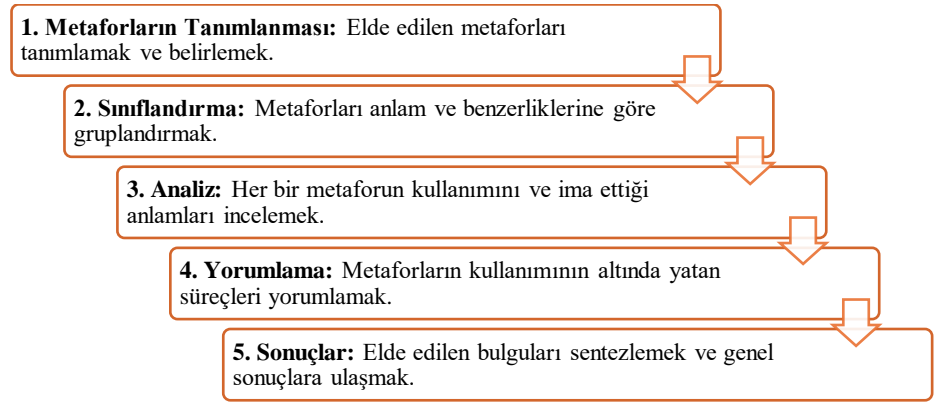 1. Metaforların Tanımlanması: Elde edilen metaforları
tanımlamak ve belirlemek.
2. Sınıflandırma: Metaforları anlam ve benzerliklerine göre
gruplandırmak.
3. Analiz: Her bir metaforun kullanımını ve ima ettiği
anlamları incelemek.
4. Yorumlama: Metaforların kullanımının altında yatan
süreçleri yorumlamak.
5. Sonuçlar: Elde edilen bulguları sentezlemek ve genel
sonuçlara ulaşmak.